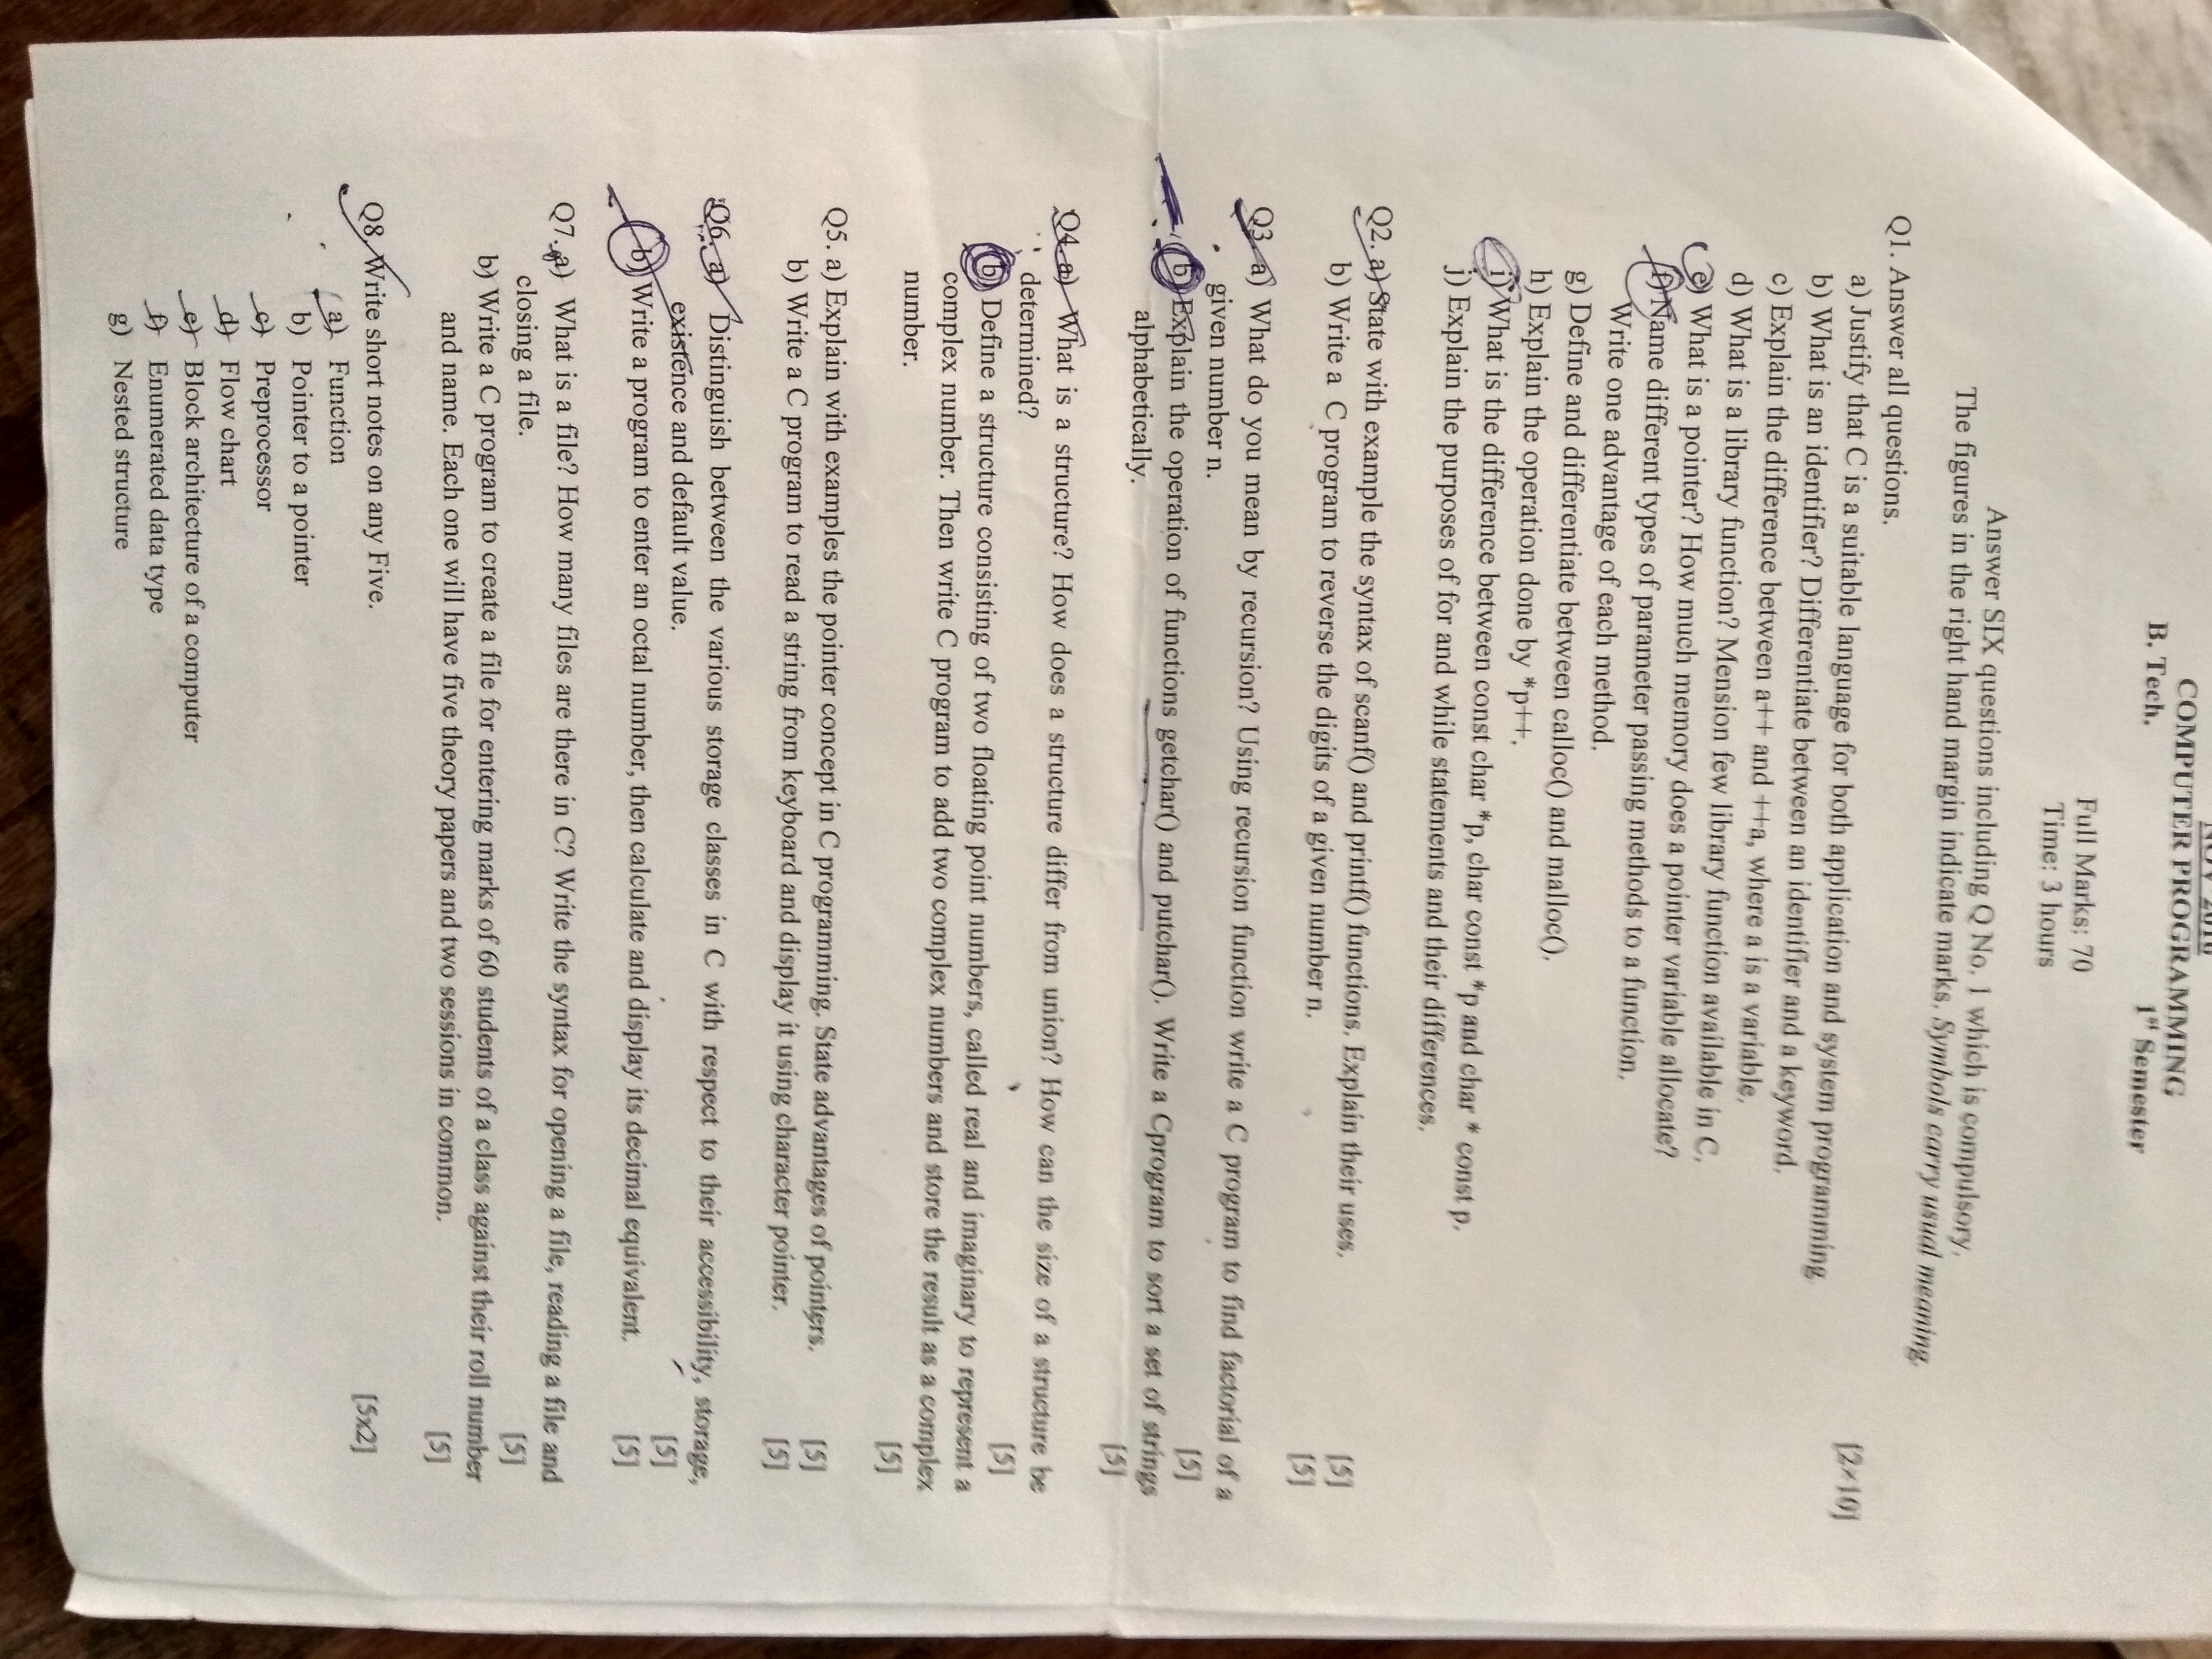 NOV 2016
COMPUTER PROGRAMMING
B. Tech. 1st Semester
Full Marks: 70
Time: 3 hours
Answer SIX questions including Q No. 1 which is compulsory.
The figures in the right hand margin indicate marks. Symbols carry usual meaning.
Q1. Answer all questions. [2×10]
a) Justify that C is a suitable language for both application and system programming
b) What is an identifier? Differentiate between an identifier and a keyword.
c) Explain the difference between a++ and ++a, where a is a variable.
d) What is a library function? Mension few library function available in C.
e) What is a pointer? How much memory does a pointer variable allocate?
f) Name different types of parameter passing methods to a function.
Write one advantage of each method.
g) Define and differentiate between calloc() and malloc().
h) Explain the operation done by *p++.
i) What is the difference between const char *p, char const *p and char * const p.
j) Explain the purposes of for and while statements and their differences.
Q2. a) State with example the syntax of scanf() and printf() functions. Explain their uses. [5]
b) Write a C program to reverse the digits of a given number n. [5]
Q3. a) What do you mean by recursion? Using recursion function write a C program to find factorial of a
given number n. [5]
b) Explain the operation of functions getchar() and putchar(). Write a Cprogram to sort a set of strings
alphabetically. [5]
Q4. a) What is a structure? How does a structure differ from union? How can the size of a structure be
determined? [5]
b) Define a structure consisting of two floating point numbers, called real and imaginary to represent a
complex number. Then write C program to add two complex numbers and store the result as a complex
number. [5]
Q5. a) Explain with examples the pointer concept in C programming. State advantages of pointers. [5]
b) Write a C program to read a string from keyboard and display it using character pointer. [5]
Q6. a) Distinguish between the various storage classes in C with respect to their accessibility, storage,
existence and default value. [5]
b) Write a program to enter an octal number, then calculate and display its decimal equivalent. [5]
Q7. a) What is a file? How many files are there in C? Write the syntax for opening a file, reading a file and
closing a file. [5]
b) Write a C program to create a file for entering marks of 60 students of a class against their roll number
and name. Each one will have five theory papers and two sessions in common. [5]
Q8. Write short notes on any Five. [5x2]
a) Function
b) Pointer to a pointer
c) Preprocessor
d) Flow chart
e) Block architecture of a computer
f) Enumerated data type
g) Nested structure